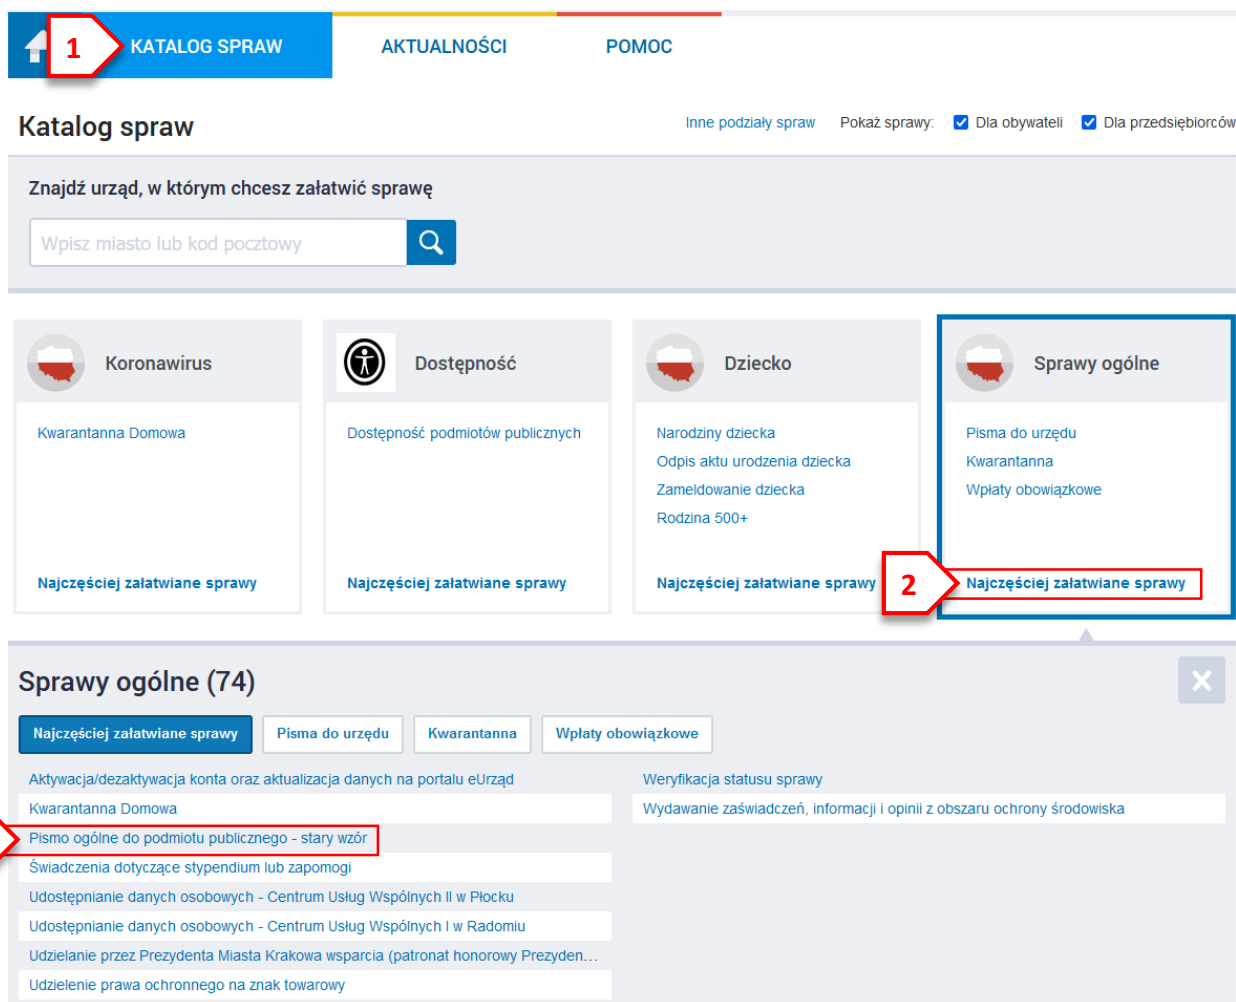 1
KATALOG SPRAW
AKTUALNOŚCI
POMOC
Katalog spraw
Inne podziały spraw
Pokaż sprawy:
Dla obywateli
Dla przedsiębiorców
Znajdź urząd, w którym chcesz załatwić sprawę
Wpisz miasto lub kod pocztowy
Koronawirus
Kwarantanna Domowa
Najczęściej załatwiane sprawy
Dostępność
Dostępność podmiotów publicznych
Najczęściej załatwiane sprawy
Dziecko
Narodziny dziecka
Odpis aktu urodzenia dziecka
Zameldowanie dziecka
Rodzina 500+
Najczęściej załatwiane sprawy
Sprawy ogólne
Pisma do urzędu
Kwarantanna
Wpłaty obowiązkowe
2
Najczęściej załatwiane sprawy
Sprawy ogólne (74)
Najczęściej załatwiane sprawy
Pisma do urzędu
Kwarantanna
Wpłaty obowiązkowe
Aktywacja/dezaktywacja konta oraz aktualizacja danych na portalu eUrząd
Kwarantanna Domowa
Pismo ogólne do podmiotu publicznego - stary wzór
Świadczenia dotyczące stypendium lub zapomogi
Udostępnianie danych osobowych - Centrum Usług Wspólnych II w Płocku
Udostępnianie danych osobowych - Centrum Usług Wspólnych I w Radomiu
Udzielanie przez Prezydenta Miasta Krakowa wsparcia (patronat honorowy Prezyden...
Udzielenie prawa ochronnego na znak towarowy
Weryfikacja statusu sprawy
Wydawanie zaświadczeń, informacji i opinii z obszaru ochrony środowiska